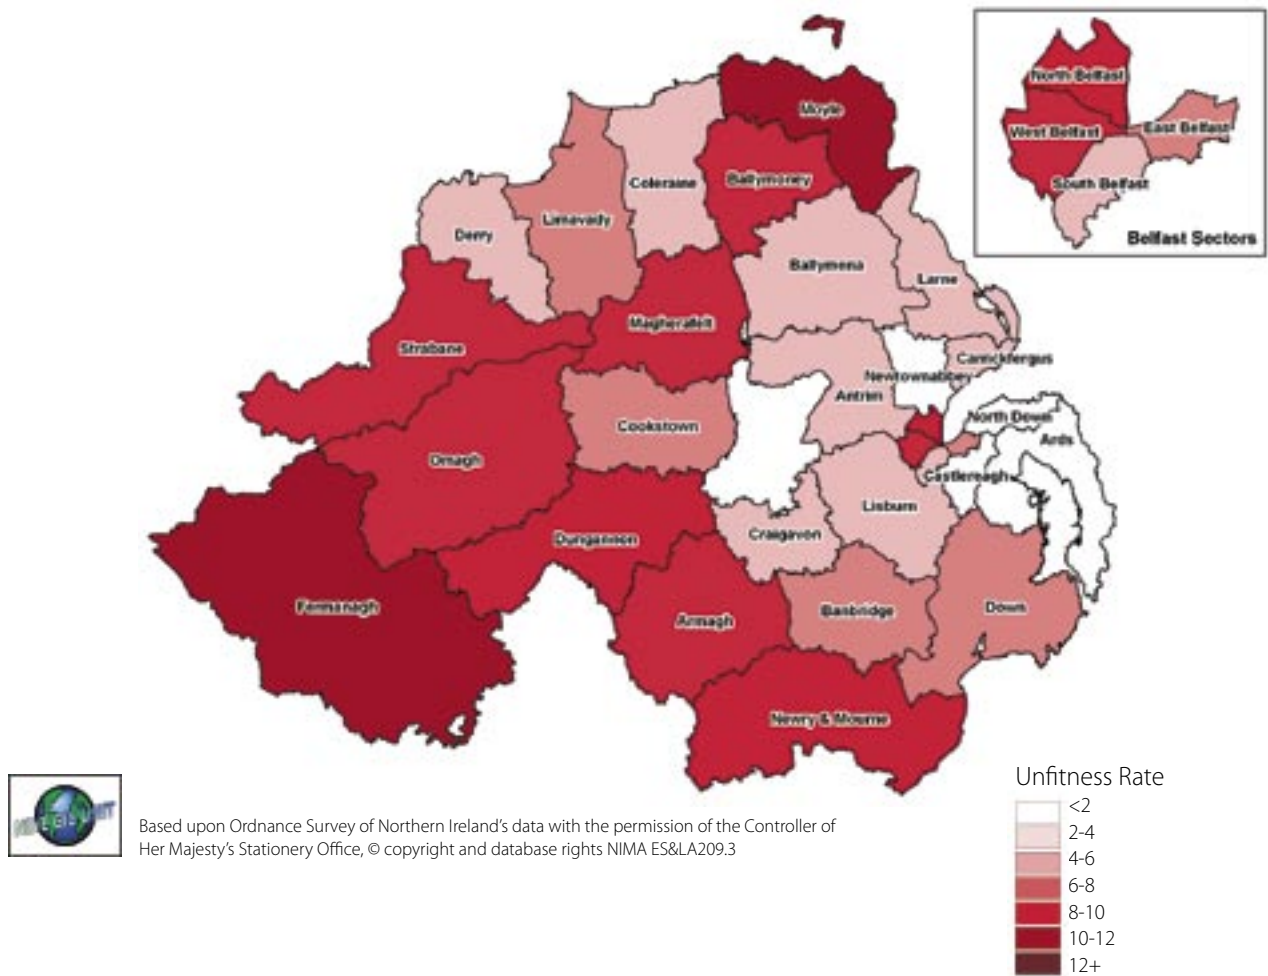 North Belfast
West Belfast
East Belfast
South Belfast
Belfast Sectors
Moyle
Coleraine
Ballymoney
Limavady
Derry
Ballymena
Larne
Magherafelt
Strabane
Carrickfergus
Newtownabbey
Antrim
North Down
Cookstown
Ards
Omagh
Castlereagh
Lisburn
Craigavon
Dungannon
Fermanagh
Armagh
Banbridge
Down
Newry & Mourne
Unfitness Rate
<2
2-4
4-6
6-8
8-10
10-12
12+
Based upon Ordnance Survey of Northern Ireland’s data with the permission of the Controller of
Her Majesty’s Stationery Office, © copyright and database rights NIMA ES&LA209.3